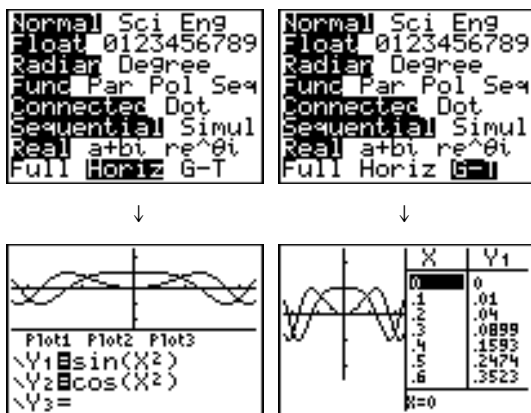 Normal Sci Eng
Float 0123456789
Radian Degree
Func Par Pol Seq
Connected Dot
Sequential Simul
Real a+bi re^θi
Full Horiz G-T
Normal Sci Eng
Float 0123456789
Radian Degree
Func Par Pol Seq
Connected Dot
Sequential Simul
Real a+bi re^θi
Full Horiz G-T
↓
↓
Plot1 Plot2 Plot3
\Y₁=sin(X²)
\Y₂=cos(X²)
\Y₃=
X Y₁
0 0
.1 .01
.2 .04
.3 .0899
.4 .1593
.5 .2474
.6 .3523
X=0